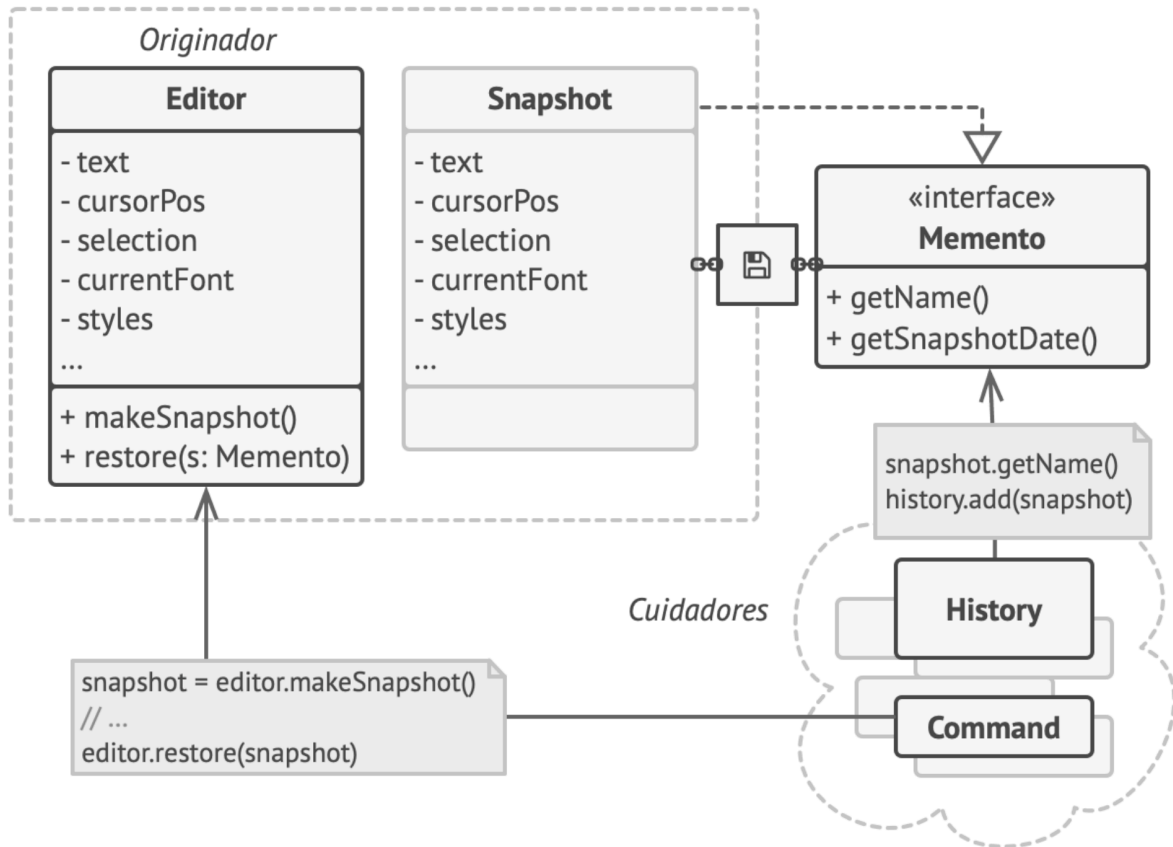 Originador
Editor
- text
- cursorPos
- selection
- currentFont
- styles
...
+ makeSnapshot()
+ restore(s: Memento)
Snapshot
- text
- cursorPos
- selection
- currentFont
- styles
...
«interface»
Memento
+ getName()
+ getSnapshotDate()
snapshot.getName()
history.add(snapshot)
Cuidadores
History
Command
snapshot = editor.makeSnapshot()
// ...
editor.restore(snapshot)